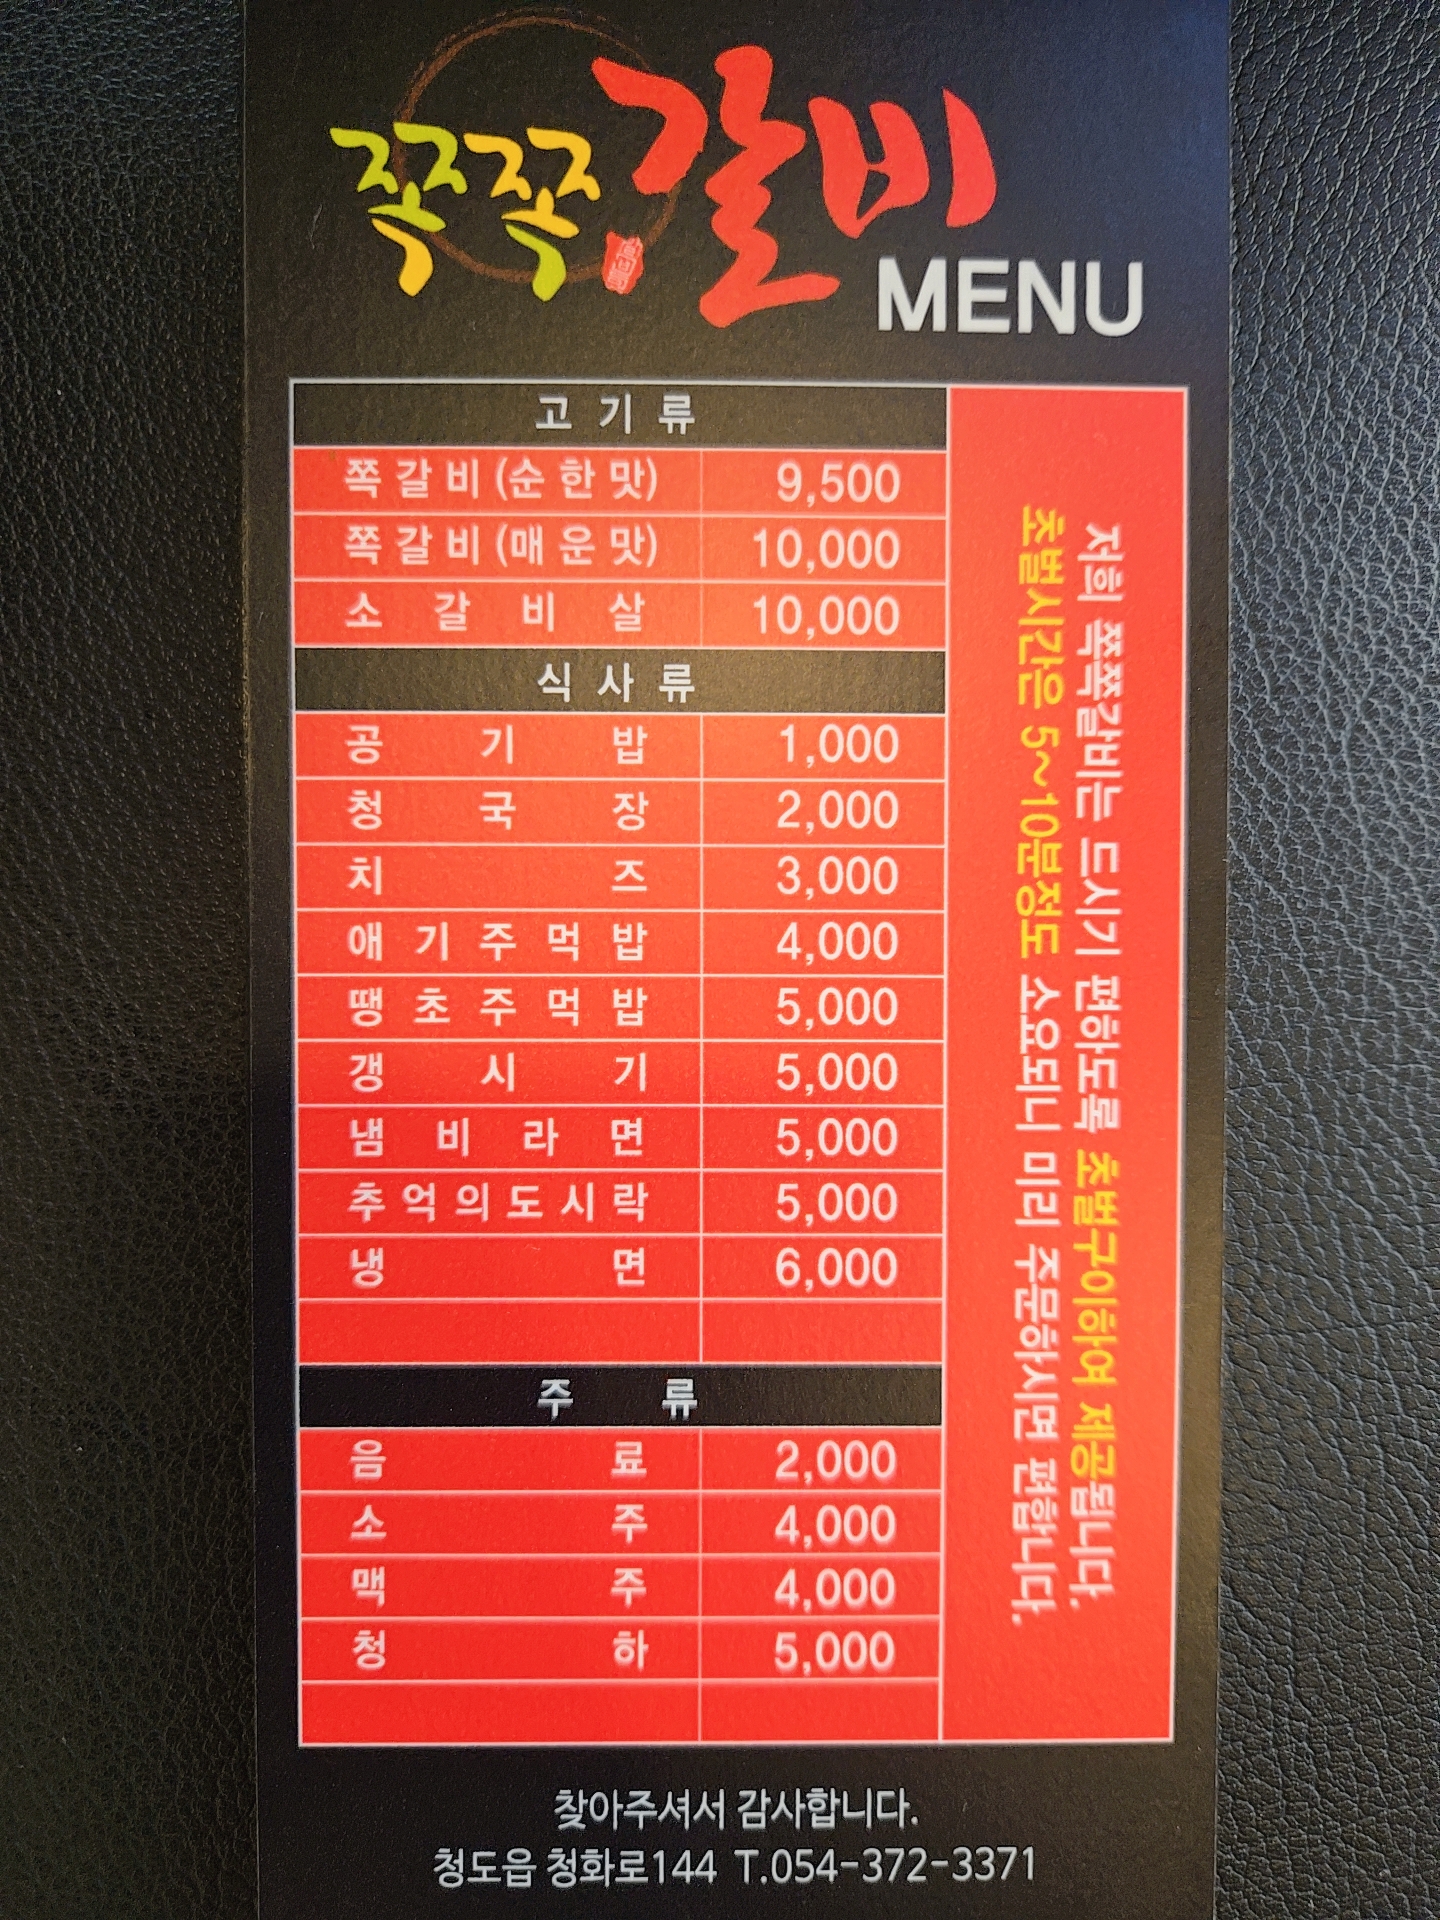 쪽쪽갈비
MENU
고기류
쪽갈비(순한맛) 9,500
쪽갈비(매운맛) 10,000
소갈비살 10,000
식사류
공기밥 1,000
청국장 2,000
치즈 3,000
애기주먹밥 4,000
땡초주먹밥 5,000
갱시기 5,000
냄비라면 5,000
추억의도시락 5,000
냉면 6,000
주류
음료 2,000
소주 4,000
맥주 4,000
청하 5,000
저희 쪽쪽갈비는 드시기 편하도록 초벌구이하여 제공됩니다.
초벌시간은 5~10분정도 소요되니 미리 주문하시면 편합니다.
찾아주셔서 감사합니다.
청도읍 청화로144 T.054-372-3371